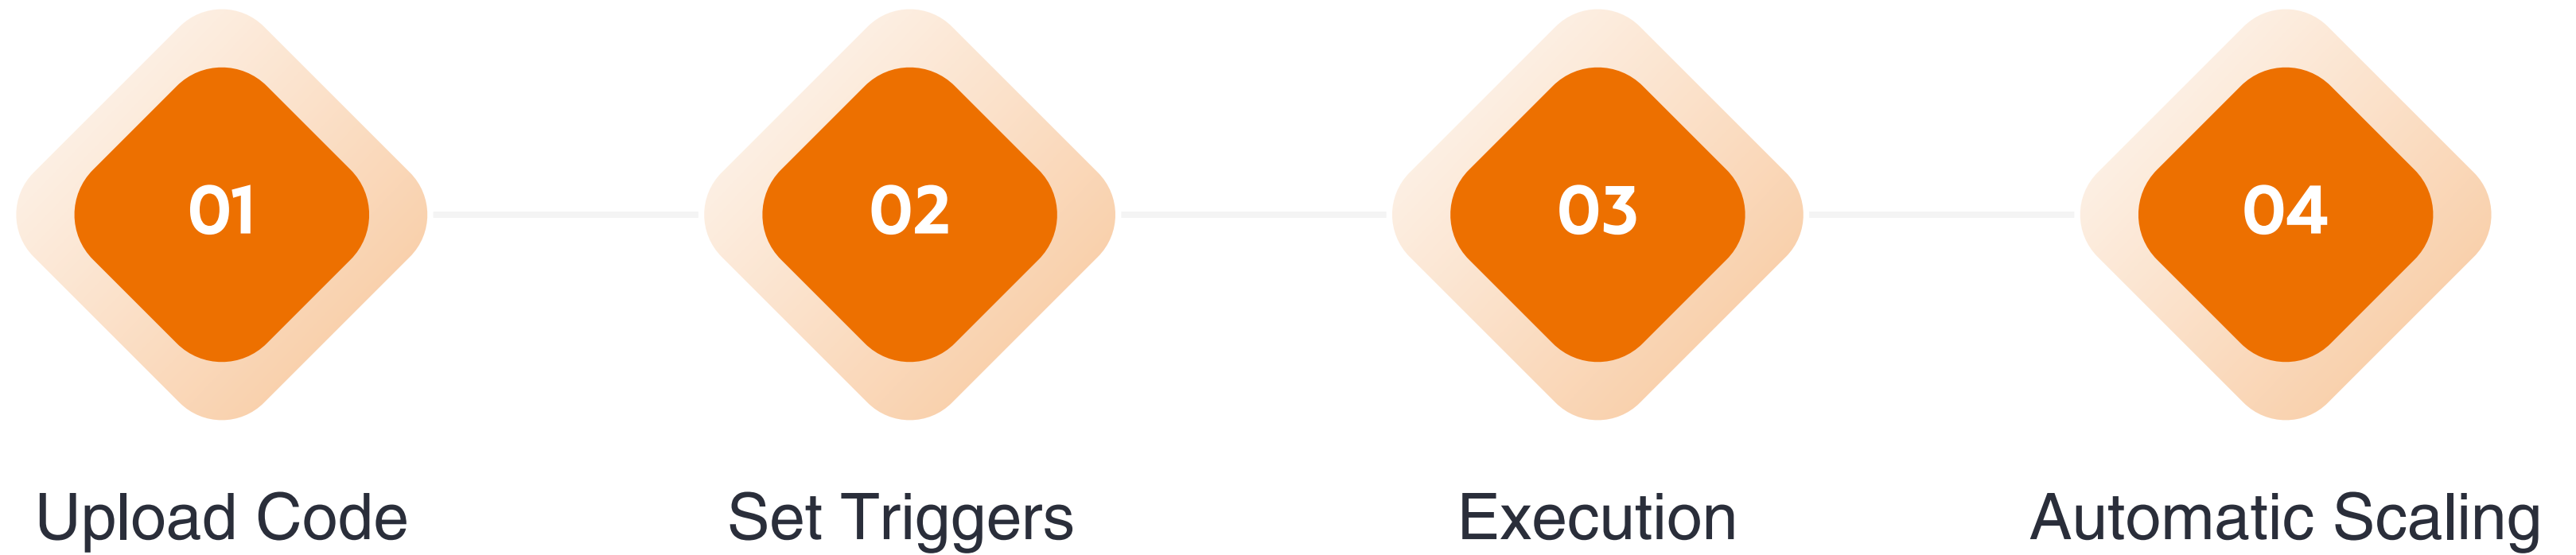 01
02
03
04
Upload Code
Set Triggers
Execution
Automatic Scaling